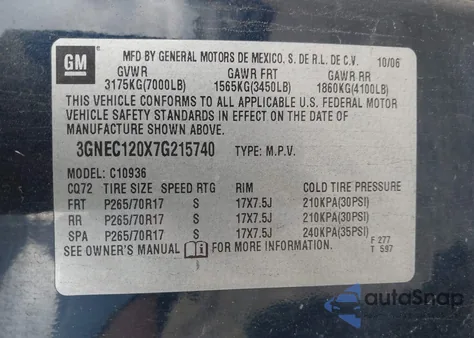 GM
MFD BY GENERAL MOTORS DE MEXICO, S. DE R.L. DE C.V. 10/06
GVWR GAWR FRT GAWR RR
3175KG(7000LB) 1565KG(3450LB) 1860KG(4100LB)
THIS VEHICLE CONFORMS TO ALL APPLICABLE U.S. FEDERAL MOTOR
VEHICLE SAFETY STANDARDS IN EFFECT ON THE DATE OF
MANUFACTURE SHOWN ABOVE.
3GNEC120X7G215740 TYPE: M.P.V.
MODEL: C10936
CQ72 TIRE SIZE SPEED RTG RIM COLD TIRE PRESSURE
FRT P265/70R17 S 17X7.5J 210KPA(30PSI)
RR P265/70R17 S 17X7.5J 210KPA(30PSI)
SPA P265/70R17 S 17X7.5J 240KPA(35PSI)
SEE OWNER'S MANUAL i FOR MORE INFORMATION. F 277
T 597
autoSnap